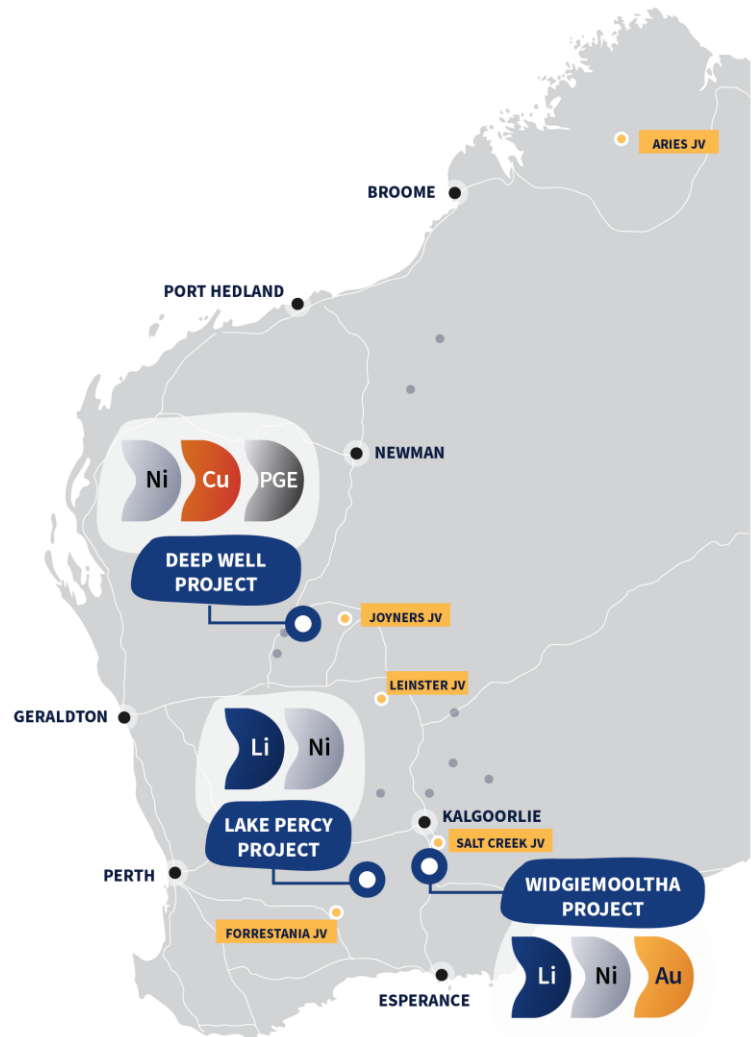 ARIES JV
BROOME
PORT HEDLAND
NEWMAN
Ni
Cu
PGE
DEEP WELL
PROJECT
JOYNERS JV
LEINSTER JV
GERALDTON
Li
Ni
LAKE PERCY
PROJECT
KALGOORLIE
SALT CREEK JV
PERTH
WIDGIEMOOLTHA
PROJECT
FORRESTANIA JV
Li
Ni
Au
ESPERANCE